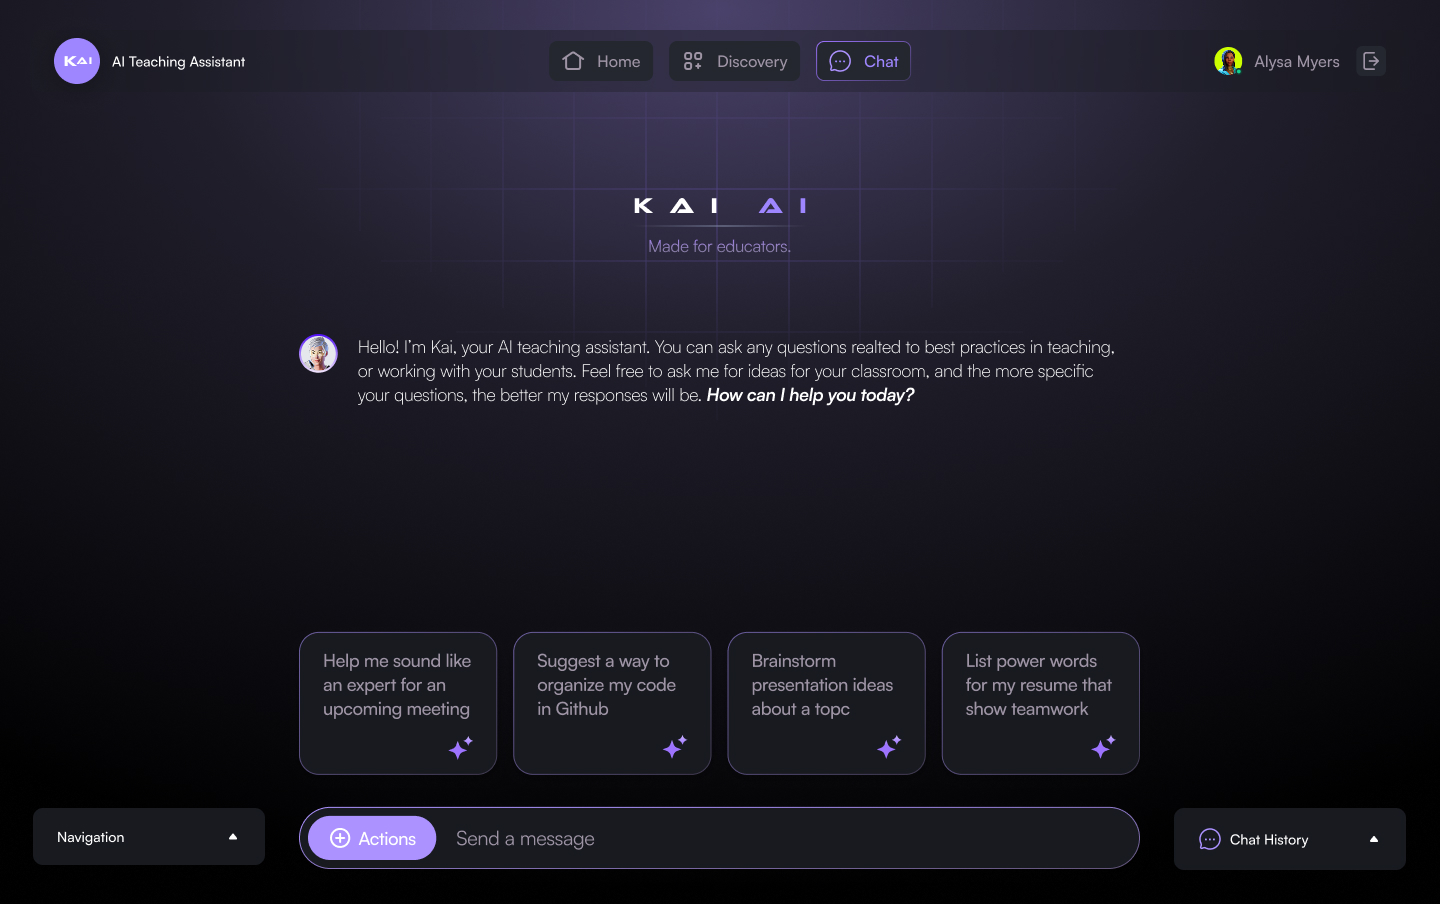 KAI
AI Teaching Assistant
Home
Discovery
Chat
Alysa Myers
KAI AI
Made for educators.
Hello! I'm Kai, your AI teaching assistant. You can ask any questions realted to best practices in teaching,
or working with your students. Feel free to ask me for ideas for your classroom, and the more specific
your questions, the better my responses will be. How can I help you today?
Help me sound like
an expert for an
upcoming meeting
Suggest a way to
organize my code
in Github
Brainstorm
presentation ideas
about a topc
List power words
for my resume that
show teamwork
Navigation
Actions
Send a message
Chat History